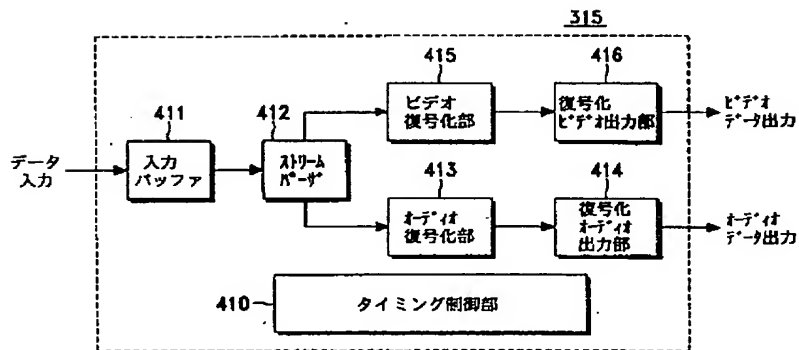 315
415
416
ビデオ
復号化部
復号化
ビデオ出力部
ビデオ
データ出力
411
412
データ
入力
入力
バッファ
ストリーム
パーザ
413
414
オーディオ
復号化部
復号化
オーディオ
出力部
オーディオ
データ出力
410
タイミング制御部